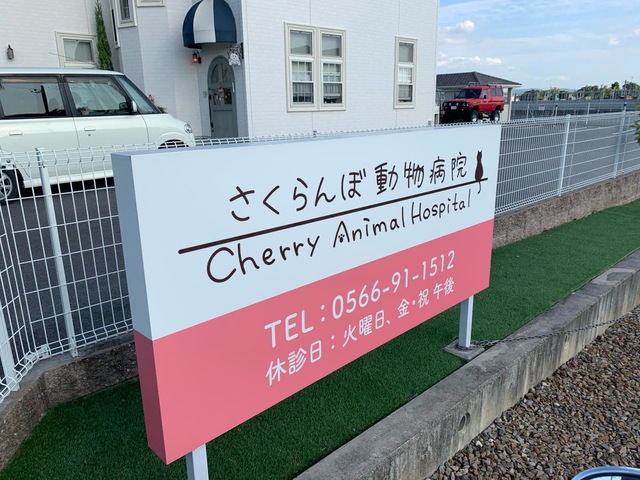 さくらんぼ動物病院
Cherry Animal Hospital
TEL：0566-91-1512
休診日：火曜日、金・祝 午後